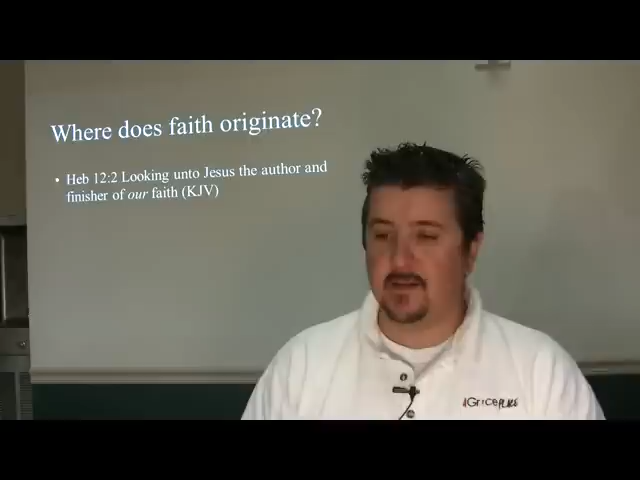 Where does faith originate?
• Heb 12:2 Looking unto Jesus the author and
finisher of our faith (KJV)